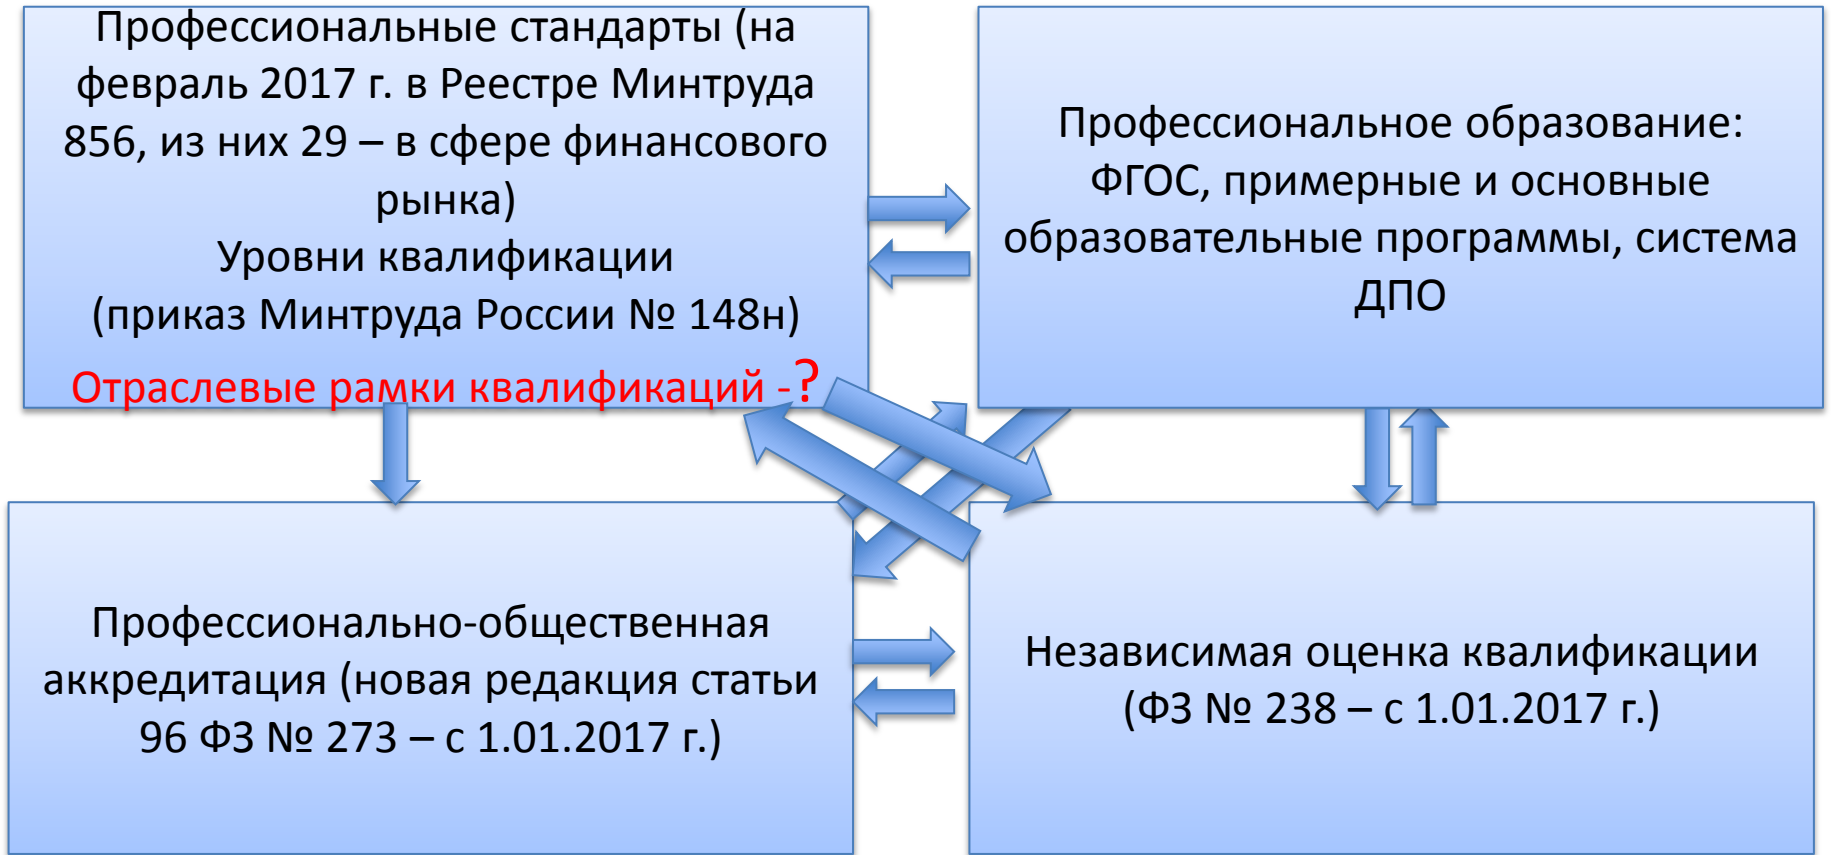 Профессиональные стандарты (на
февраль 2017 г. в Реестре Минтруда
856, из них 29 – в сфере финансового
рынка)
Уровни квалификации
(приказ Минтруда России № 148н)
Отраслевые рамки квалификаций -?
Профессиональное образование:
ФГОС, примерные и основные
образовательные программы, система
ДПО
Профессионально-общественная
аккредитация (новая редакция статьи
96 ФЗ № 273 – с 1.01.2017 г.)
Независимая оценка квалификации
(ФЗ № 238 – с 1.01.2017 г.)